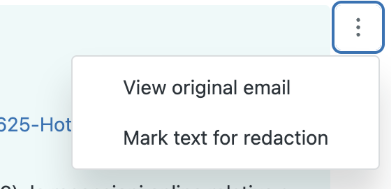 View original email
625-Hot
Mark text for redaction